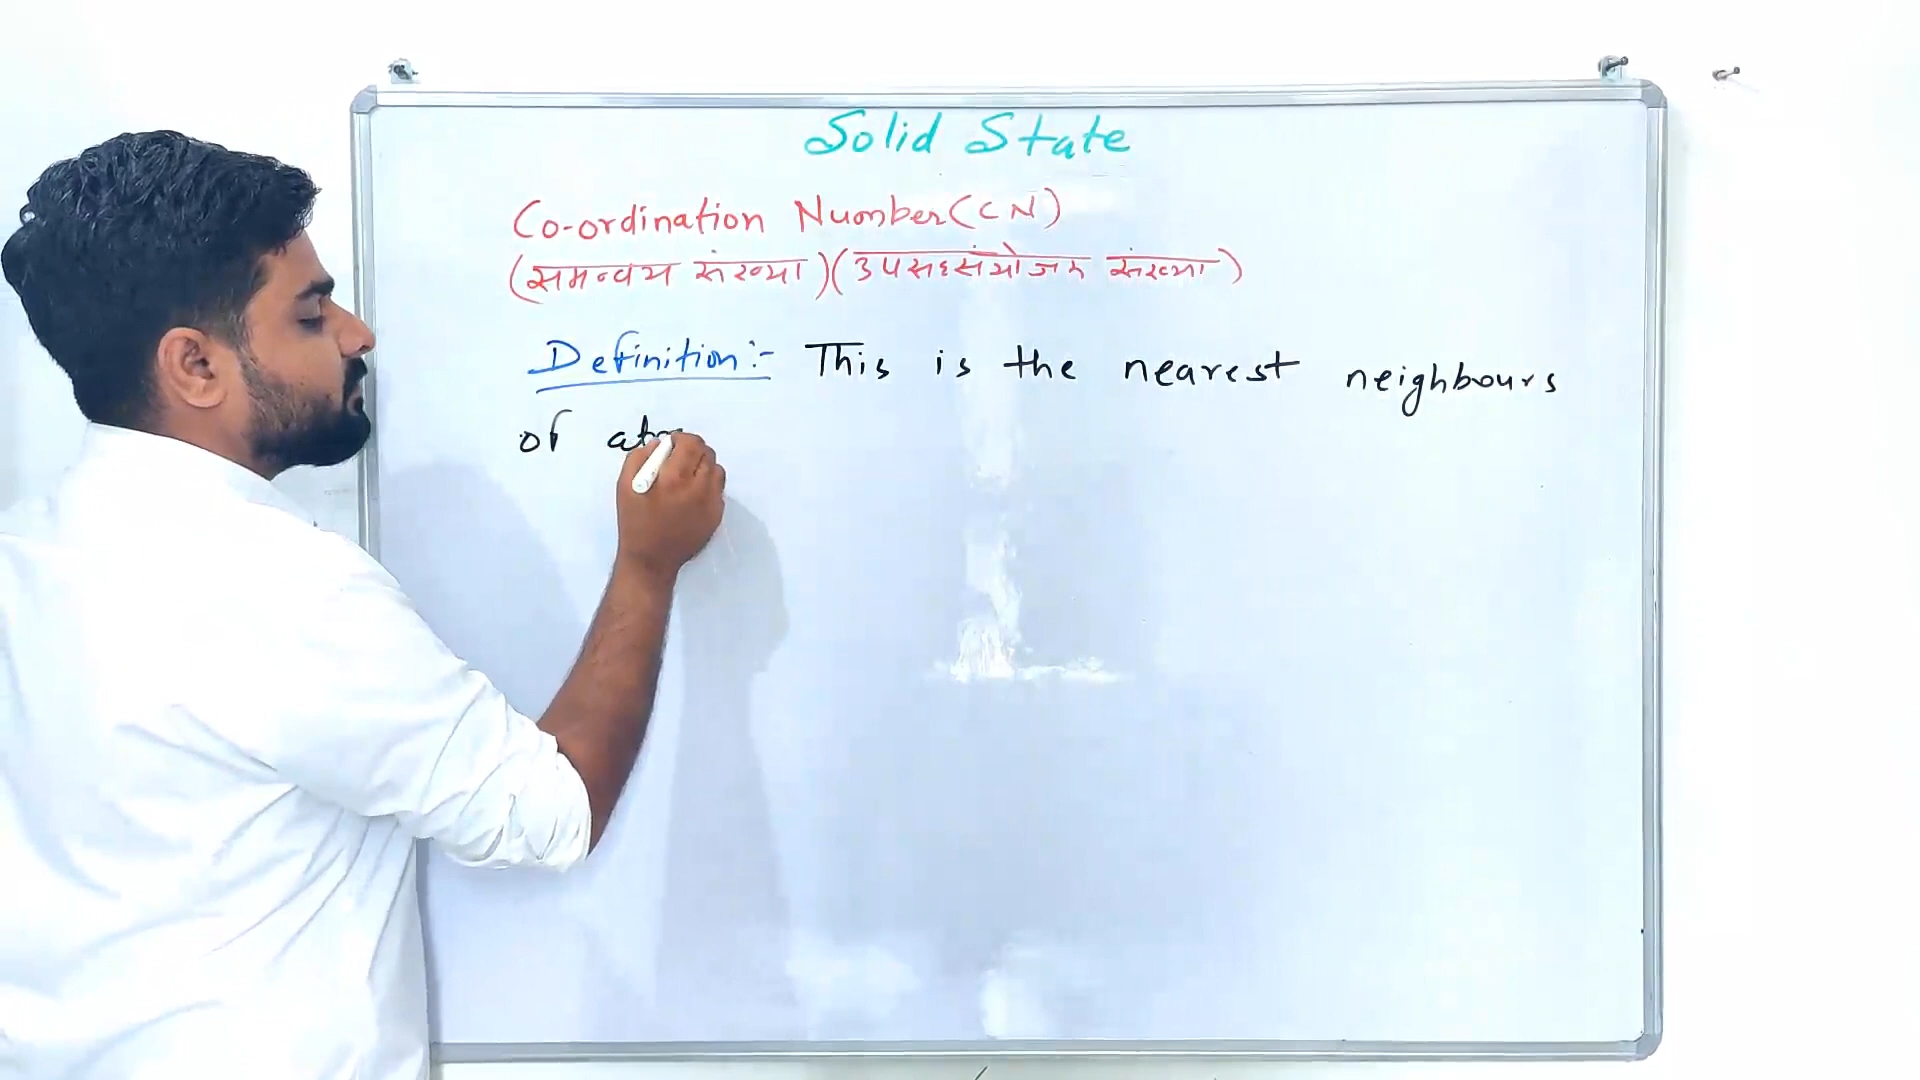 Solid State
Co-ordination Number (CN)
(समन्वय संख्या) (उपसहसंयोजन संख्या)
Definition:- This is the nearest neighbours
of